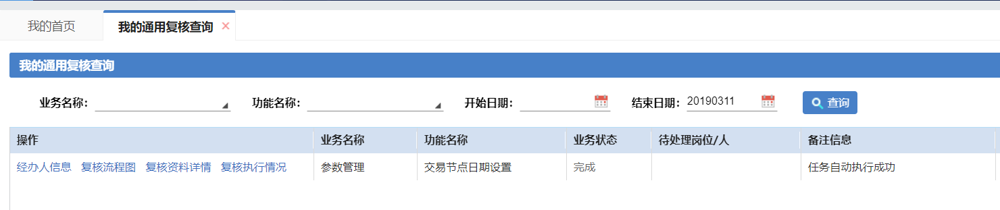 我的首页 我的通用复核查询 ×
我的通用复核查询
业务名称: 功能名称: 开始日期: 结束日期: 20190311 查询
操作 业务名称 功能名称 业务状态 待处理岗位/人 备注信息
经办人信息 复核流程图 复核资料详情 复核执行情况 参数管理 交易节点日期设置 完成 任务自动执行成功